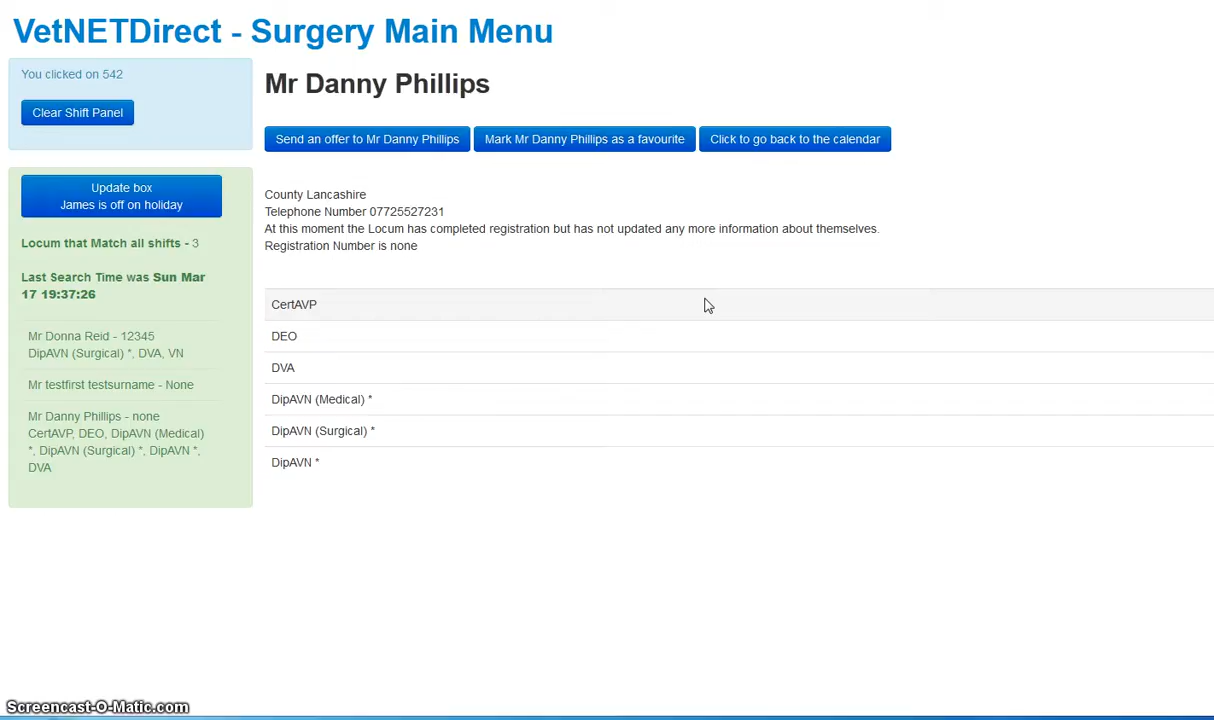 VetNETDirect - Surgery Main Menu
You clicked on 542
Clear Shift Panel
Update box
James is off on holiday
Locum that Match all shifts - 3
Last Search Time was Sun Mar
17 19:37:26
Mr Donna Reid - 12345
DipAVN (Surgical) *, DVA, VN
Mr testfirst testsurname - None
Mr Danny Phillips - none
CertAVP, DEO, DipAVN (Medical)
*, DipAVN (Surgical) *, DipAVN *,
DVA
Mr Danny Phillips
Send an offer to Mr Danny Phillips
Mark Mr Danny Phillips as a favourite
Click to go back to the calendar
County Lancashire
Telephone Number 07725527231
At this moment the Locum has completed registration but has not updated any more information about themselves.
Registration Number is none
CertAVP
DEO
DVA
DipAVN (Medical) *
DipAVN (Surgical) *
DipAVN *
Screencast-O-Matic.com